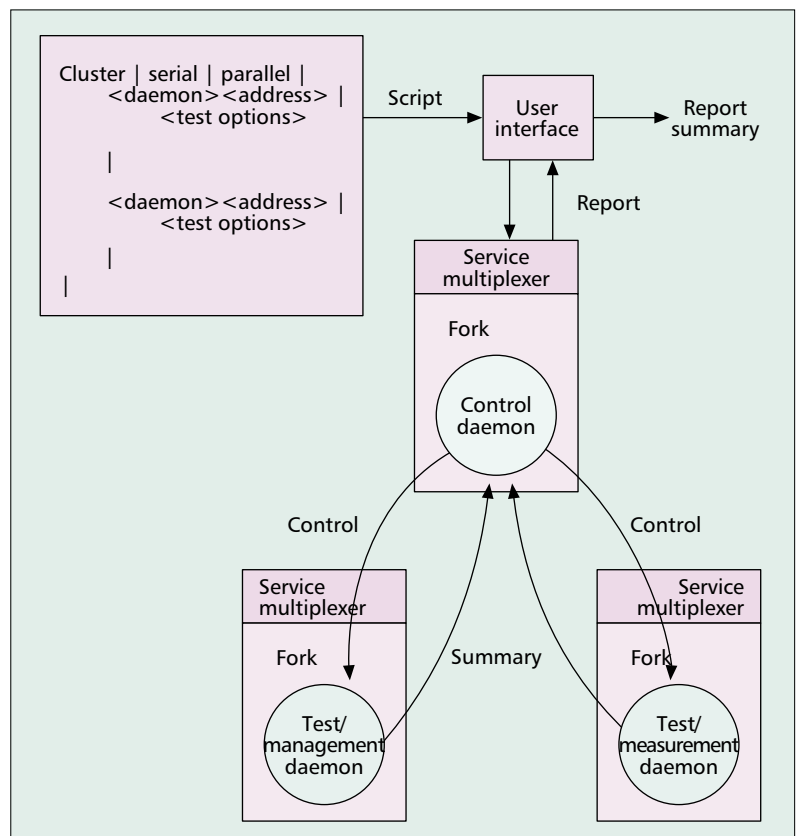 Cluster | serial | parallel |
<daemon><address> |
<test options>
|
<daemon><address> |
<test options>
|
|
Script
User
interface
Report
summary
Report
Service
multiplexer
Fork
Control
daemon
Control
Control
Service
multiplexer
Fork
Test/
management
daemon
Summary
Service
multiplexer
Fork
Test/
measurement
daemon